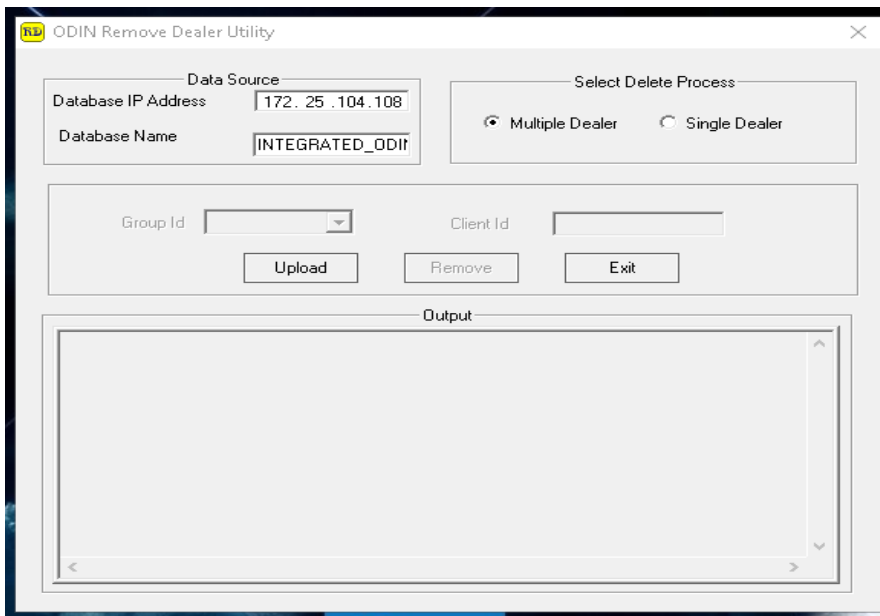 RD ODIN Remove Dealer Utility
Data Source
Database IP Address 172. 25 .104.108
Database Name INTEGRATED_ODIN
Select Delete Process
Multiple Dealer Single Dealer
Group Id Client Id
Upload Remove Exit
Output